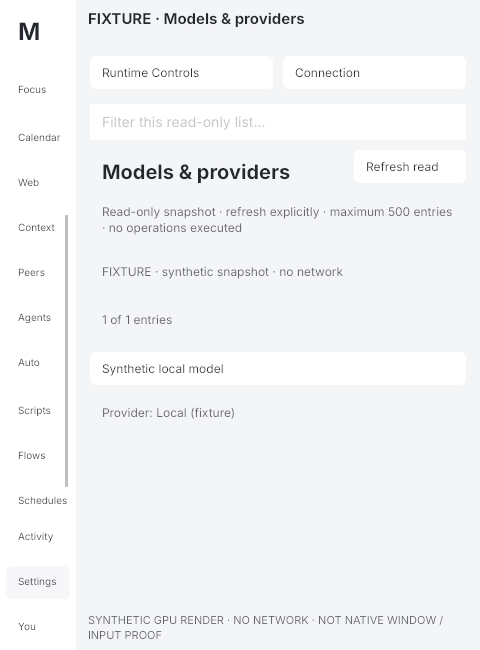 M
Focus
Calendar
Web
Context
Peers
Agents
Auto
Scripts
Flows
Schedules
Activity
Settings
You
FIXTURE · Models & providers
Runtime Controls
Connection
Filter this read-only list...
Models & providers
Refresh read
Read-only snapshot · refresh explicitly · maximum 500 entries
· no operations executed
FIXTURE · synthetic snapshot · no network
1 of 1 entries
Synthetic local model
Provider: Local (fixture)
SYNTHETIC GPU RENDER · NO NETWORK · NOT NATIVE WINDOW /
INPUT PROOF